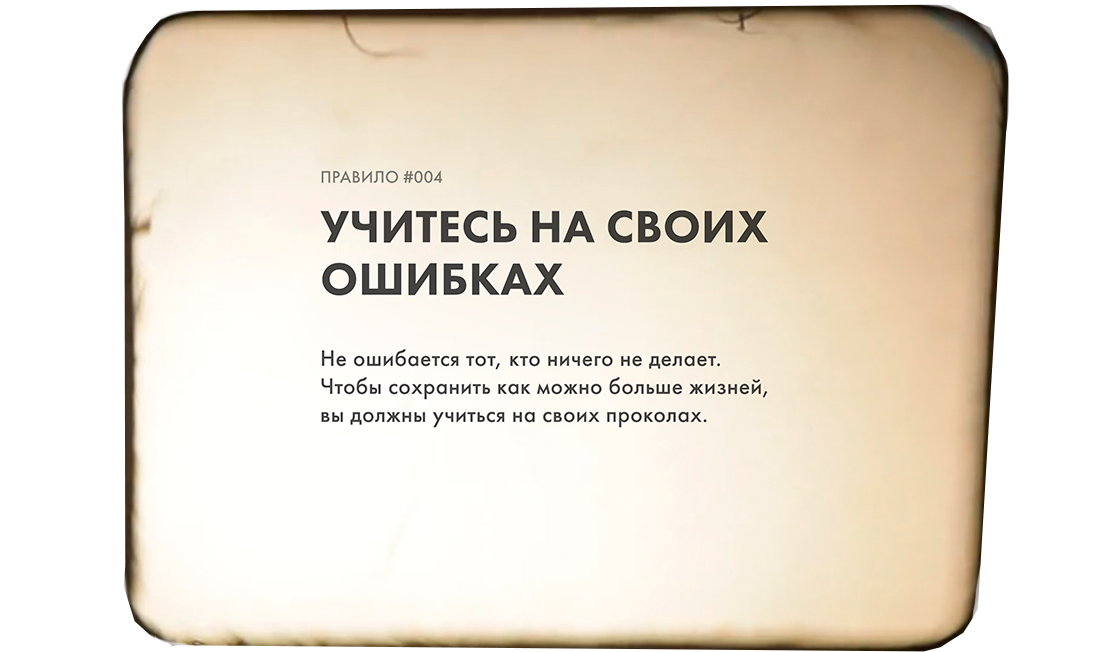 ПРАВИЛО #004
УЧИТЕСЬ НА СВОИХ
ОШИБКАХ
Не ошибается тот, кто ничего не делает.
Чтобы сохранить как можно больше жизней,
вы должны учиться на своих проколах.